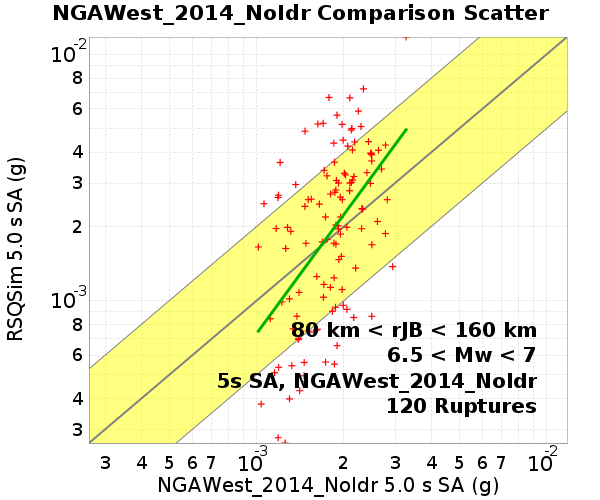 NGAWest_2014_NoIdr Comparison Scatter
RSQSim 5.0 s SA (g)
10-2
8
6
4
3
2
10-3
8
6
4
3
80 km < rJB < 160 km
6.5 < Mw < 7
5s SA, NGAWest_2014_NoIdr
120 Ruptures
3 4 5 6 7 10-3 2 3 4 5 6 7 10-2
NGAWest_2014_NoIdr 5.0 s SA (g)